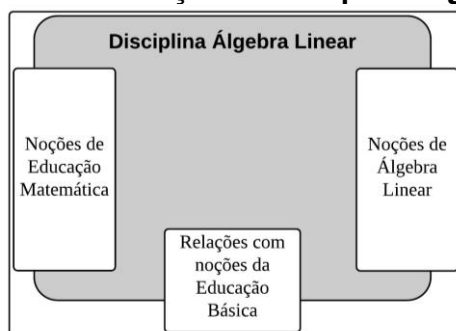 Disciplina Álgebra Linear
Noções de
Educação
Matemática
Noções de
Álgebra
Linear
Relações com
noções da
Educação
Básica